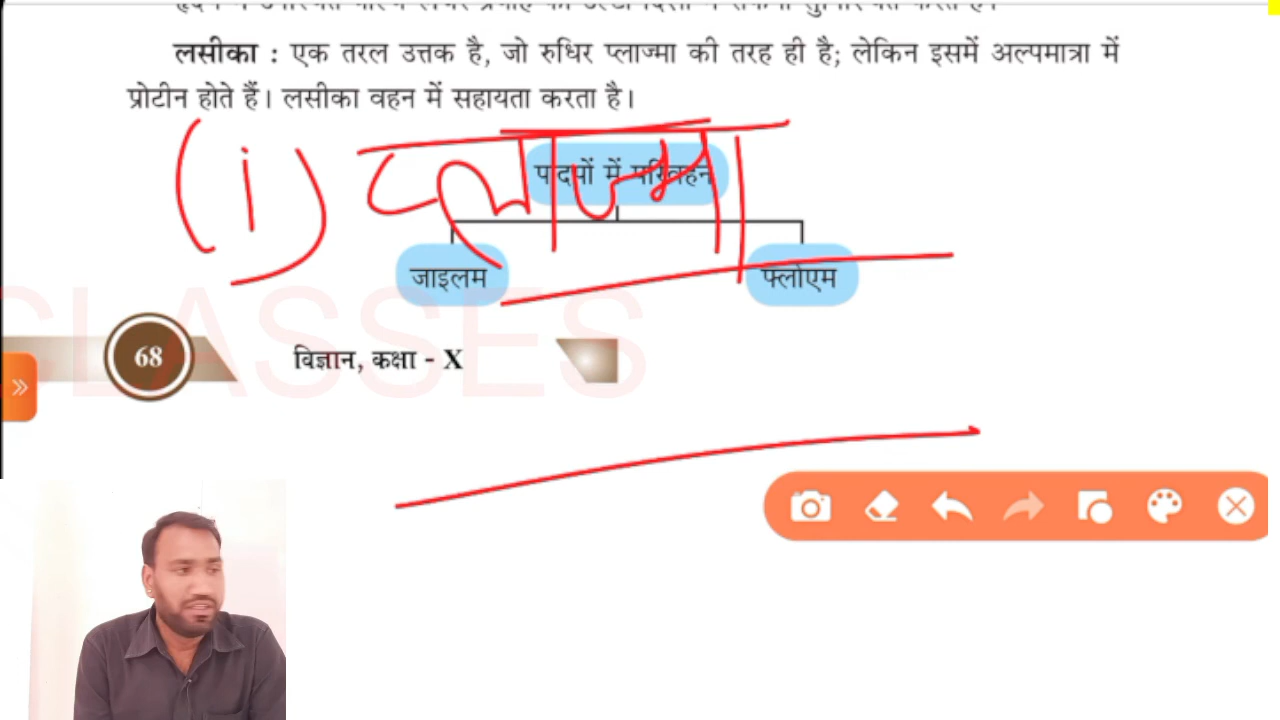 लसीका : एक तरल उत्तक है, जो रुधिर प्लाज्मा की तरह ही है; लेकिन इसमें अल्पमात्रा में
प्रोटीन होते हैं। लसीका वहन में सहायता करता है।
(i) प्लाज्मा
पादपों में परिवहन
जाइलम
फ्लोएम
CLASSES
68
विज्ञान, कक्षा - X